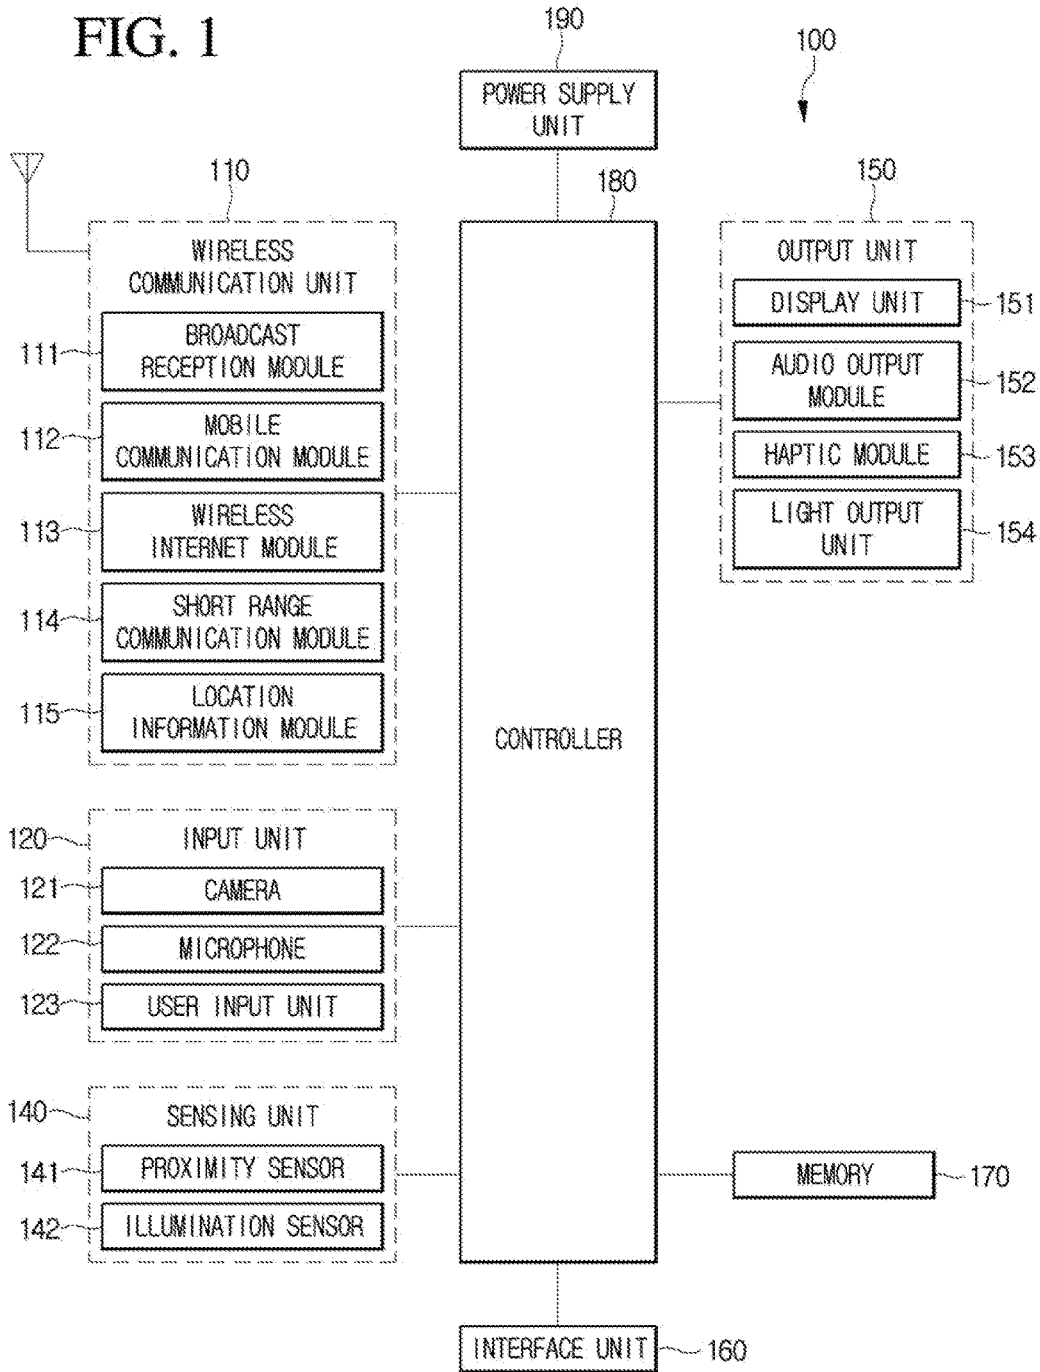 FIG. 1
190
100
POWER SUPPLY
UNIT
110
180
150
WIRELESS
COMMUNICATION UNIT
111
BROADCAST
RECEPTION MODULE
112
MOBILE
COMMUNICATION MODULE
113
WIRELESS
INTERNET MODULE
114
SHORT RANGE
COMMUNICATION MODULE
115
LOCATION
INFORMATION MODULE
120
INPUT UNIT
121
CAMERA
122
MICROPHONE
123
USER INPUT UNIT
140
SENSING UNIT
141
PROXIMITY SENSOR
142
ILLUMINATION SENSOR
CONTROLLER
OUTPUT UNIT
DISPLAY UNIT
151
AUDIO OUTPUT
MODULE
152
HAPTIC MODULE
153
LIGHT OUTPUT
UNIT
154
MEMORY
170
INTERFACE UNIT
160